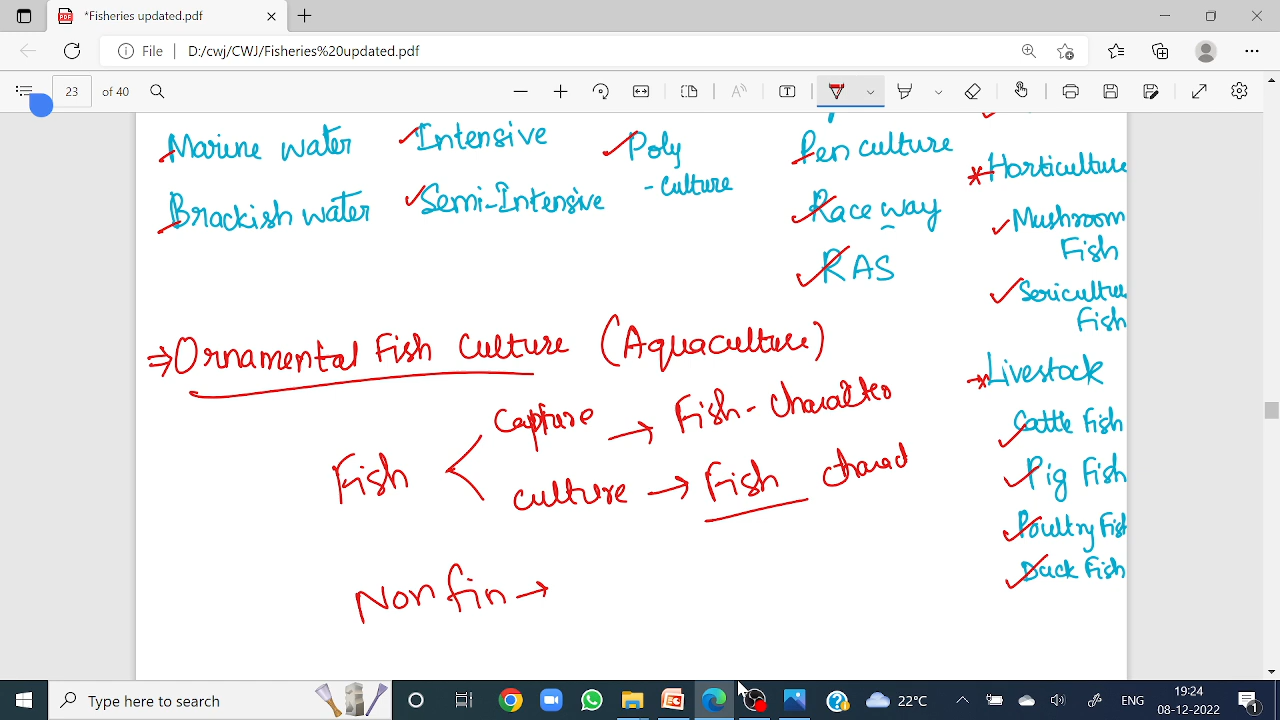 *Fisheries updated.pdf
File
D:/cwj/CWJ/Fisheries%20updated.pdf
23 of 40
Marine water
Brackish water
Intensive
Semi-Intensive
Poly
-culture
Pen culture
Race way
RAS
Horticulture
Mushroom
Fish
Sericulture
Fish
Livestock
Cattle fish
Pig fish
Poultry Fish
Duck fish
⇒ Ornamental Fish Culture (Aquaculture)
Fish
Capture → Fish-character
culture → Fish charact
Non fin →
Type here to search
22°C
ENG
19:24
08-12-2022